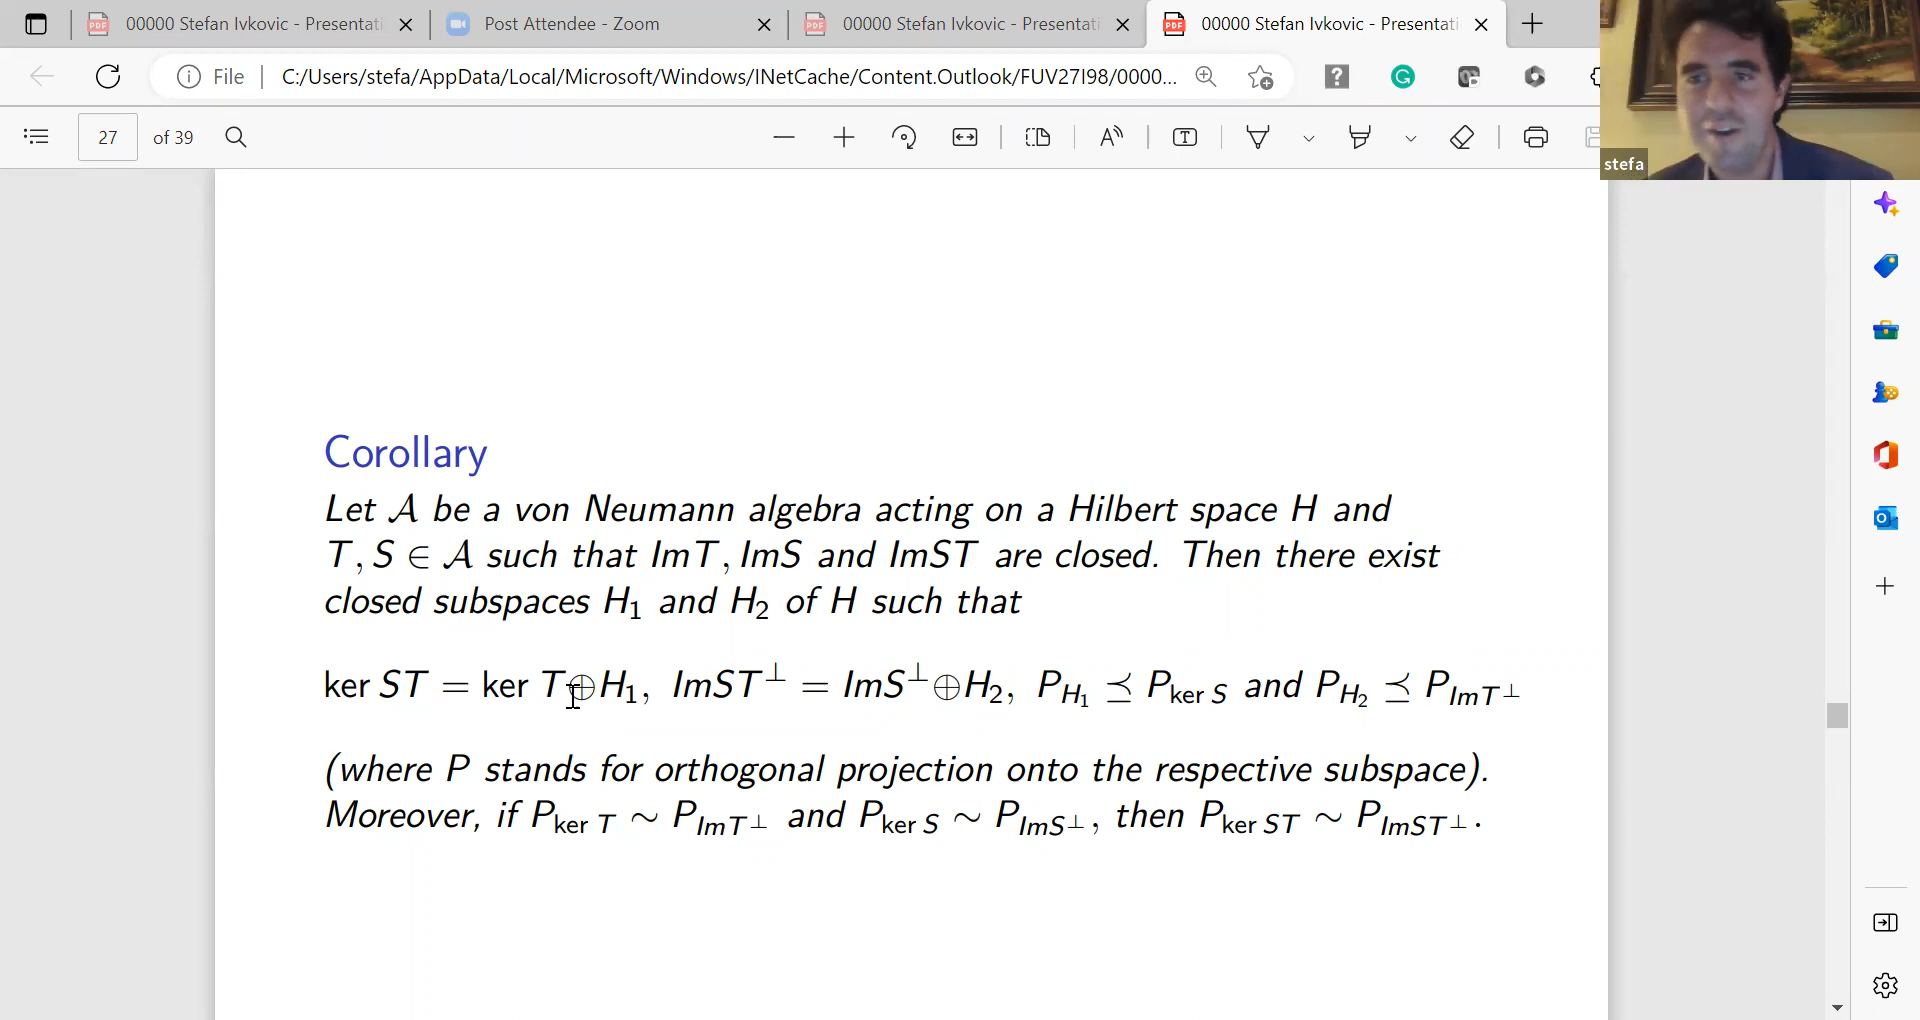 00000 Stefan Ivkovic - Presentati
Post Attendee - Zoom
00000 Stefan Ivkovic - Presentati
00000 Stefan Ivkovic - Presentati
File
C:/Users/stefa/AppData/Local/Microsoft/Windows/INetCache/Content.Outlook/FUV27I98/0000...
27 of 39
stefa
Corollary
Let 𝒜 be a von Neumann algebra acting on a Hilbert space H and
T, S ∈ 𝒜 such that ImT, ImS and ImST are closed. Then there exist
closed subspaces H₁ and H₂ of H such that
ker ST = ker T⊕H₁, ImST^⊥ = ImS^⊥⊕H₂, P_{H₁} ⪯ P_{ker S} and P_{H₂} ⪯ P_{ImT^⊥}
(where P stands for orthogonal projection onto the respective subspace).
Moreover, if P_{ker T} ∼ P_{ImT^⊥} and P_{ker S} ∼ P_{ImS^⊥}, then P_{ker ST} ∼ P_{ImST^⊥}.